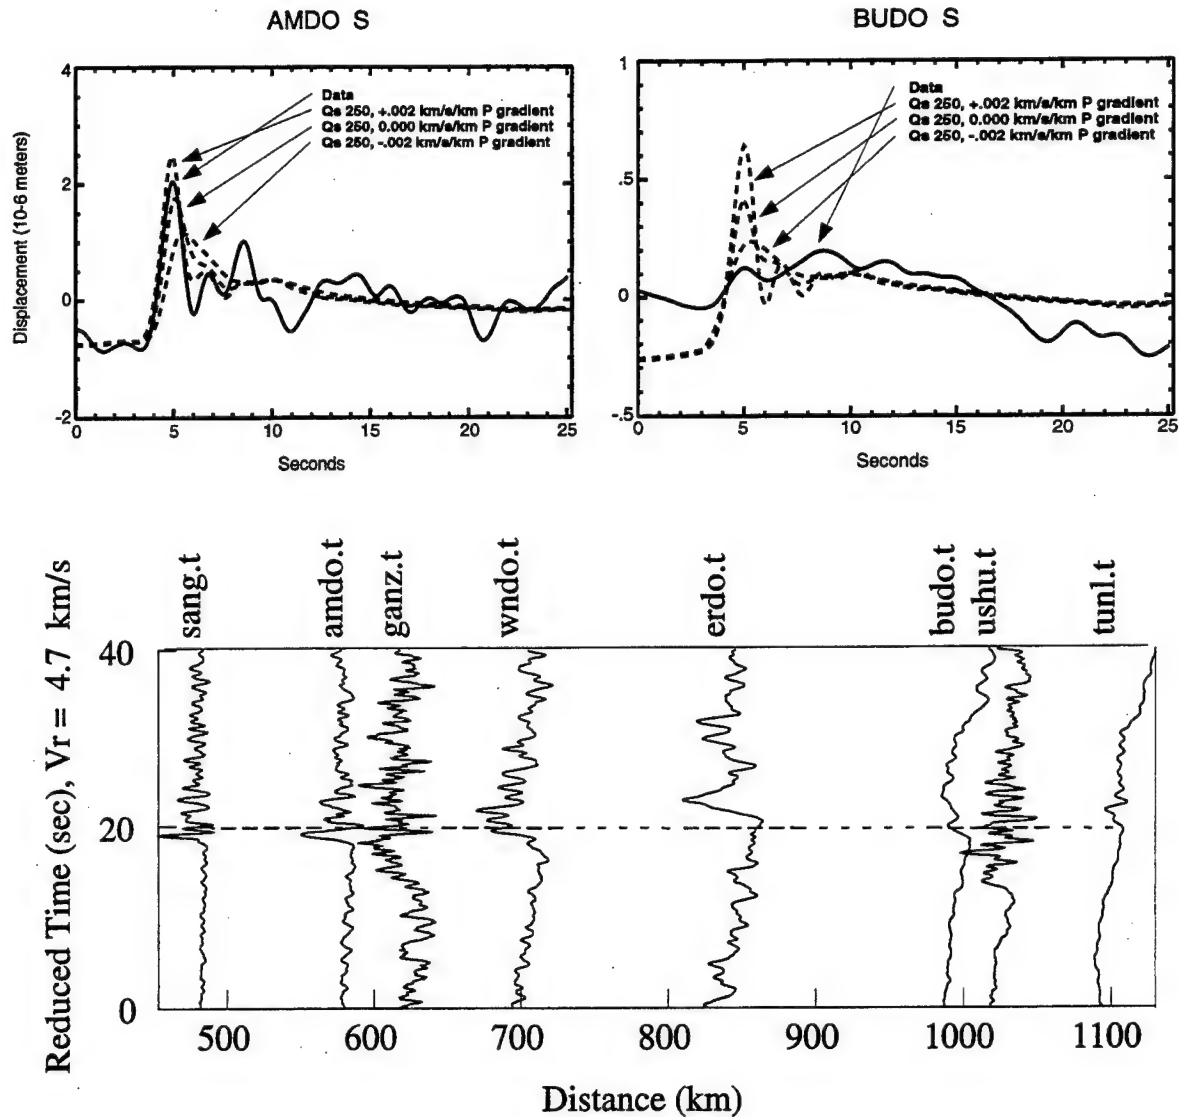 AMDO S
4
2
0
-2
Displacement (10-6 meters)
Data
Qs 250, +.002 km/s/km P gradient
Qs 250, 0.000 km/s/km P gradient
Qs 250, -.002 km/s/km P gradient
0 5 10 15 20 25
Seconds
BUDO S
1
.5
0
-.5
Data
Qs 250, +.002 km/s/km P gradient
Qs 250, 0.000 km/s/km P gradient
Qs 250, -.002 km/s/km P gradient
0 5 10 15 20 25
Seconds
sang.t
amdo.t
ganz.t
wndo.t
erdo.t
budo.t
ushu.t
tunl.t
Reduced Time (sec), Vr = 4.7 km/s
40
20
0
500 600 700 800 900 1000 1100
Distance (km)